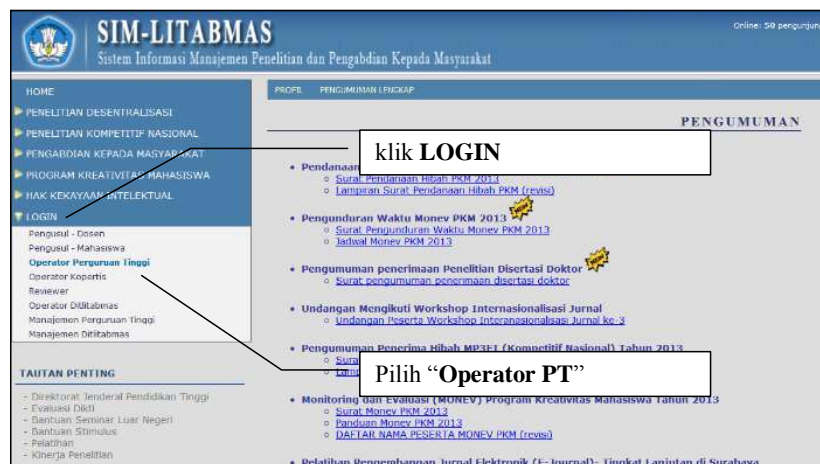 SIM-LITABMAS
Sistem Informasi Manajemen Penelitian dan Pengabdian Kepada Masyarakat
Online: 50 pengunjung
HOME
PENELITIAN DESENTRALISASI
PENELITIAN KOMPETITIF NASIONAL
PENGABDIAN KEPADA MASYARAKAT
PROGRAM KREATIVITAS MAHASISWA
HAK KEKAYAAN INTELEKTUAL
LOGIN
Pengusul - Dosen
Pengusul - Mahasiswa
Operator Perguruan Tinggi
Operator Kopertis
Reviewer
Operator Ditlitabmas
Manajemen Perguruan Tinggi
Manajemen Ditlitabmas
TAUTAN PENTING
- Direktorat Jenderal Pendidikan Tinggi
- Evaluasi Dikti
- Bantuan Seminar Luar Negeri
- Bantuan Stimulus
- Pelatihan
- Kinerja Penelitian
PROFIL PENGUMUMAN LENGKAP
PENGUMUMAN
klik LOGIN
• Pendanaan
Surat Pendanaan Hibah PKM 2013
Lampiran Surat Pendanaan Hibah PKM (revisi)
• Pengunduran Waktu Monev PKM 2013
Surat Pengunduran Waktu Monev PKM 2013
Jadwal Monev PKM 2013
• Pengumuman penerimaan Penelitian Disertasi Doktor
Surat pengumuman penerimaan disertasi doktor
• Undangan Mengikuti Workshop Internasionalisasi Jurnal
Undangan Peserta Workshop Interanasionalisasi Jurnal ke-3
• Pengumuman Penerima Hibah MP3EI (Kompetitif Nasional) Tahun 2013
Sura
Lamp
Pilih “Operator PT”
• Monitoring dan Evaluasi (MONEV) Program Kreativitas Mahasiswa Tahun 2013
Surat Monev PKM 2013
Panduan Monev PKM 2013
DAFTAR NAMA PESERTA MONEV PKM (revisi)
• Pelatihan Pengembangan Jurnal Elektronik (E-Journal)- Tingkat Lanjutan di Surabaya